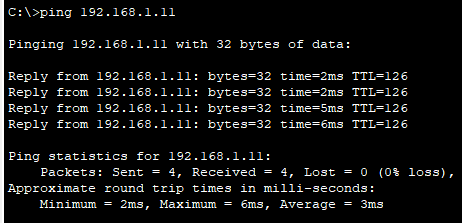 C:\>ping 192.168.1.11
Pinging 192.168.1.11 with 32 bytes of data:
Reply from 192.168.1.11: bytes=32 time=2ms TTL=126
Reply from 192.168.1.11: bytes=32 time=2ms TTL=126
Reply from 192.168.1.11: bytes=32 time=5ms TTL=126
Reply from 192.168.1.11: bytes=32 time=6ms TTL=126
Ping statistics for 192.168.1.11:
    Packets: Sent = 4, Received = 4, Lost = 0 (0% loss),
Approximate round trip times in milli-seconds:
    Minimum = 2ms, Maximum = 6ms, Average = 3ms